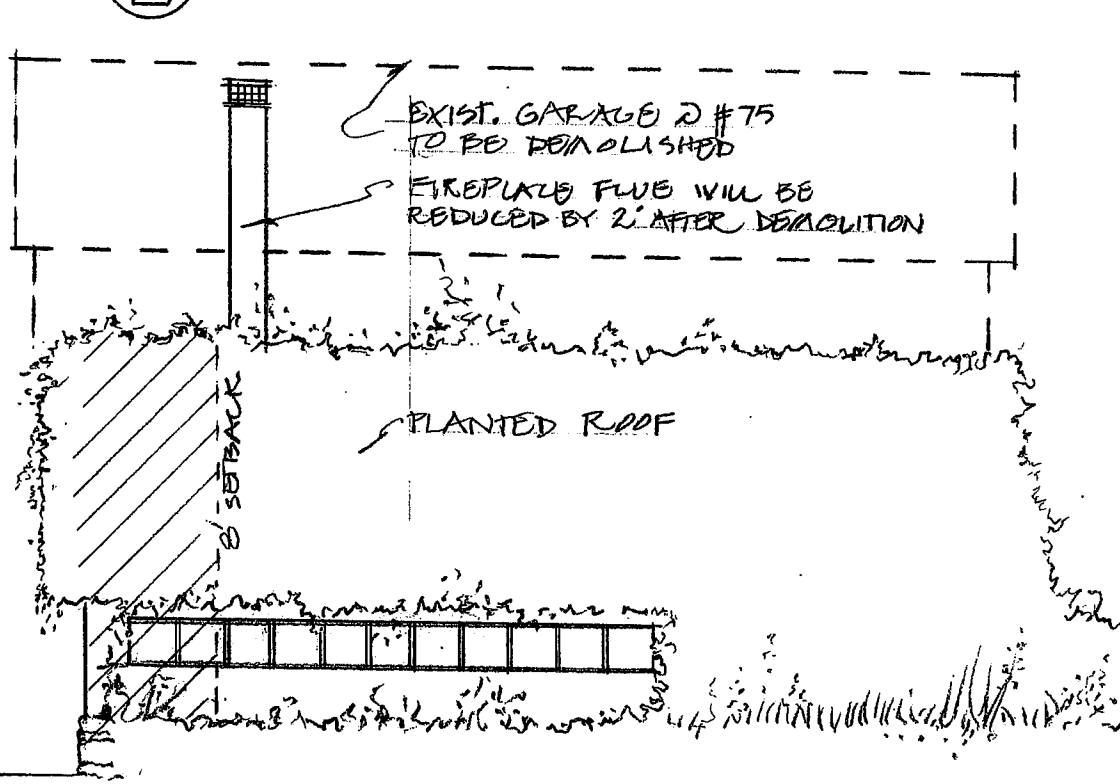 EXIST. GARAGE @ #75
TO BE DEMOLISHED
FIREPLACE FLUE WILL BE
REDUCED BY 2' AFTER DEMOLITION
8' SETBACK
PLANTED ROOF